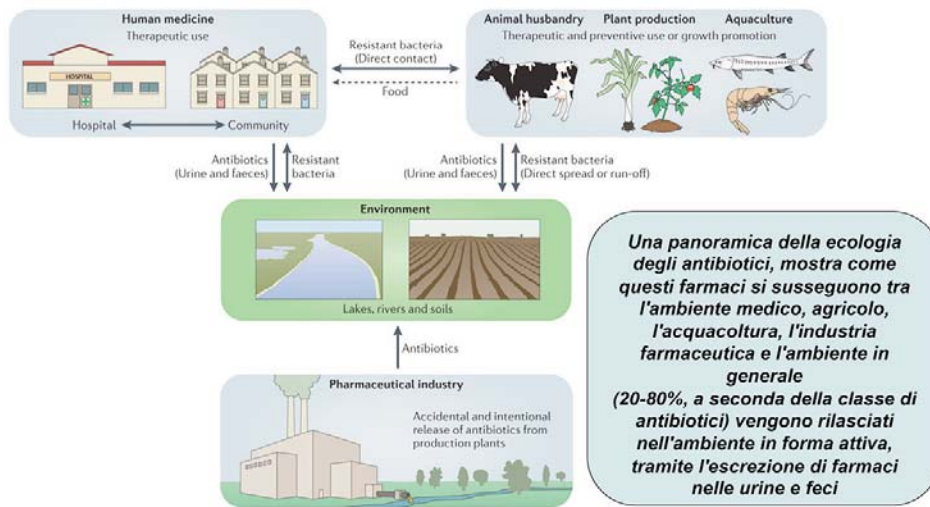 Human medicine
Therapeutic use
HOSPITAL
Hospital
Community
Resistant bacteria
(Direct contact)
Food
Animal husbandry
Plant production
Aquaculture
Therapeutic and preventive use or growth promotion
Antibiotics
(Urine and faeces)
Resistant
bacteria
Antibiotics
(Urine and faeces)
Resistant bacteria
(Direct spread or run-off)
Environment
Lakes, rivers and soils
Antibiotics
Pharmaceutical industry
Accidental and intentional
release of antibiotics from
production plants
Una panoramica della ecologia
degli antibiotici, mostra come
questi farmaci si susseguono tra
l'ambiente medico, agricolo,
l'acquacoltura, l'industria
farmaceutica e l'ambiente in
generale
(20-80%, a seconda della classe di
antibiotici) vengono rilasciati
nell'ambiente in forma attiva,
tramite l'escrezione di farmaci
nelle urine e feci